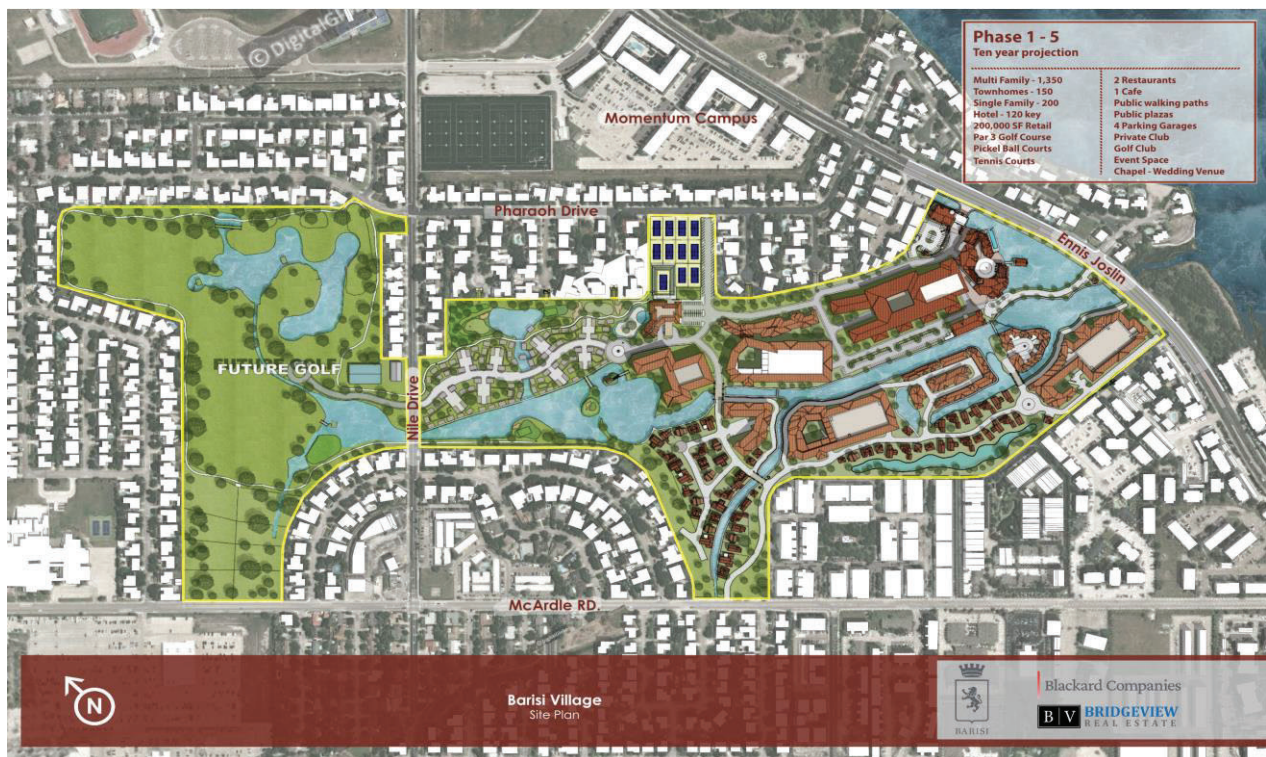 © DigitalGl
Phase 1 - 5
Ten year projection
Multi Family - 1,350
Townhomes - 150
Single Family - 200
Hotel - 120 key
200,000 SF Retail
Par 3 Golf Course
Pickel Ball Courts
Tennis Courts
2 Restaurants
1 Cafe
Public walking paths
Public plazas
4 Parking Garages
Private Club
Golf Club
Event Space
Chapel - Wedding Venue
Momentum Campus
Pharaoh Drive
Ennis Joslin
FUTURE GOLF
Nile Drive
McArdle RD.
N
Barisi Village
Site Plan
BARISI
Blackard Companies
B V BRIDGEVIEW
REAL ESTATE